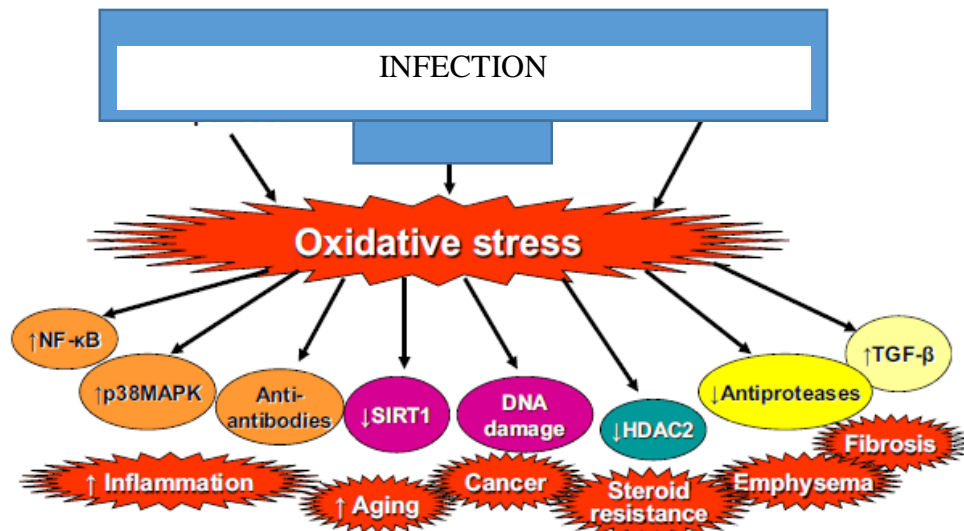 INFECTION
Oxidative stress
↑NF-κB
↑p38MAPK
Anti-
antibodies
↓SIRT1
DNA
damage
↓HDAC2
↓Antiproteases
↑TGF-β
↑ Inflammation
↑ Aging
Cancer
Steroid
resistance
Emphysema
Fibrosis